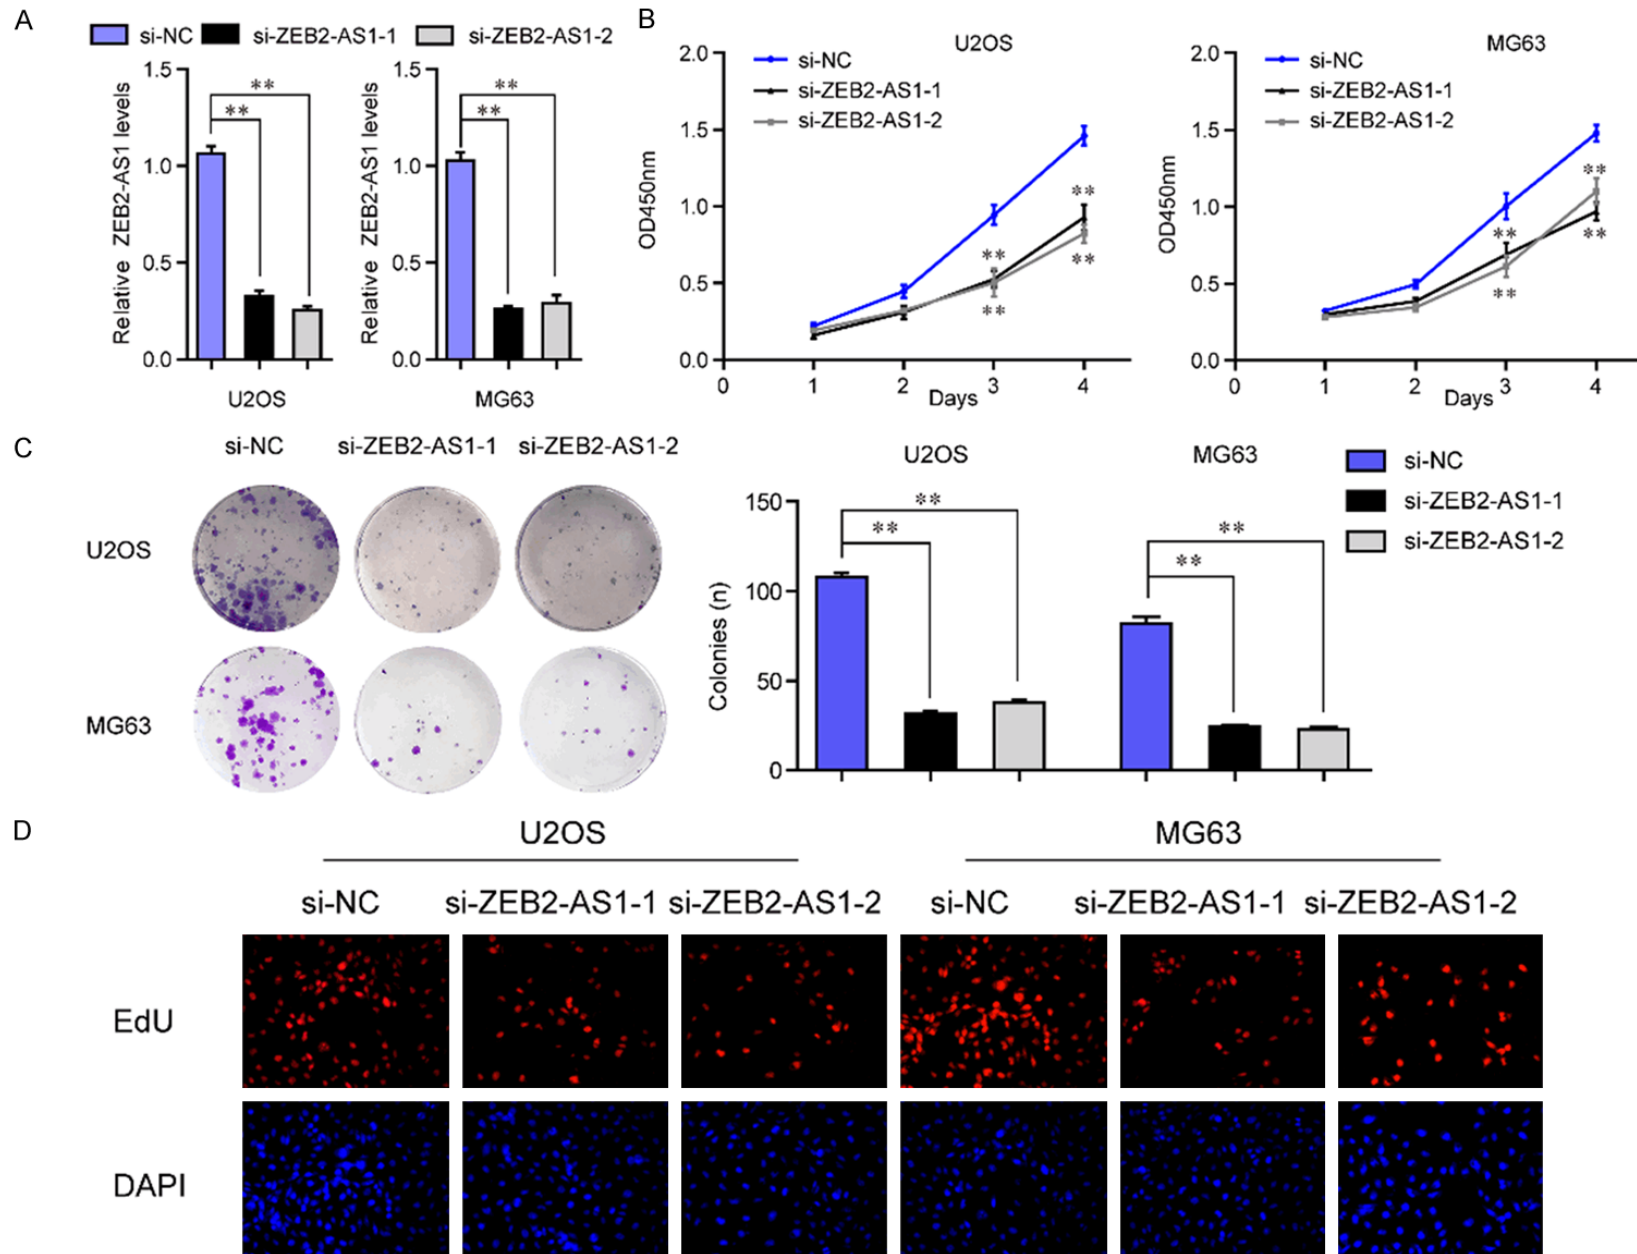 A
si-NC si-ZEB2-AS1-1 si-ZEB2-AS1-2
Relative ZEB2-AS1 levels
1.5
1.0
0.5
0.0
**
**
U2OS
Relative ZEB2-AS1 levels
1.5
1.0
0.5
0.0
**
**
MG63
B
U2OS
si-NC
si-ZEB2-AS1-1
si-ZEB2-AS1-2
OD450nm
2.0
1.5
1.0
0.5
0.0
**
**
**
**
0 1 2 3 4
Days
MG63
si-NC
si-ZEB2-AS1-1
si-ZEB2-AS1-2
OD450nm
2.0
1.5
1.0
0.5
0.0
**
**
**
**
0 1 2 3 4
Days
C
si-NC si-ZEB2-AS1-1 si-ZEB2-AS1-2
U2OS
MG63
U2OS MG63
si-NC
si-ZEB2-AS1-1
si-ZEB2-AS1-2
Colonies (n)
150
100
50
0
**
**
**
**
D
U2OS MG63
si-NC si-ZEB2-AS1-1 si-ZEB2-AS1-2 si-NC si-ZEB2-AS1-1 si-ZEB2-AS1-2
EdU
DAPI